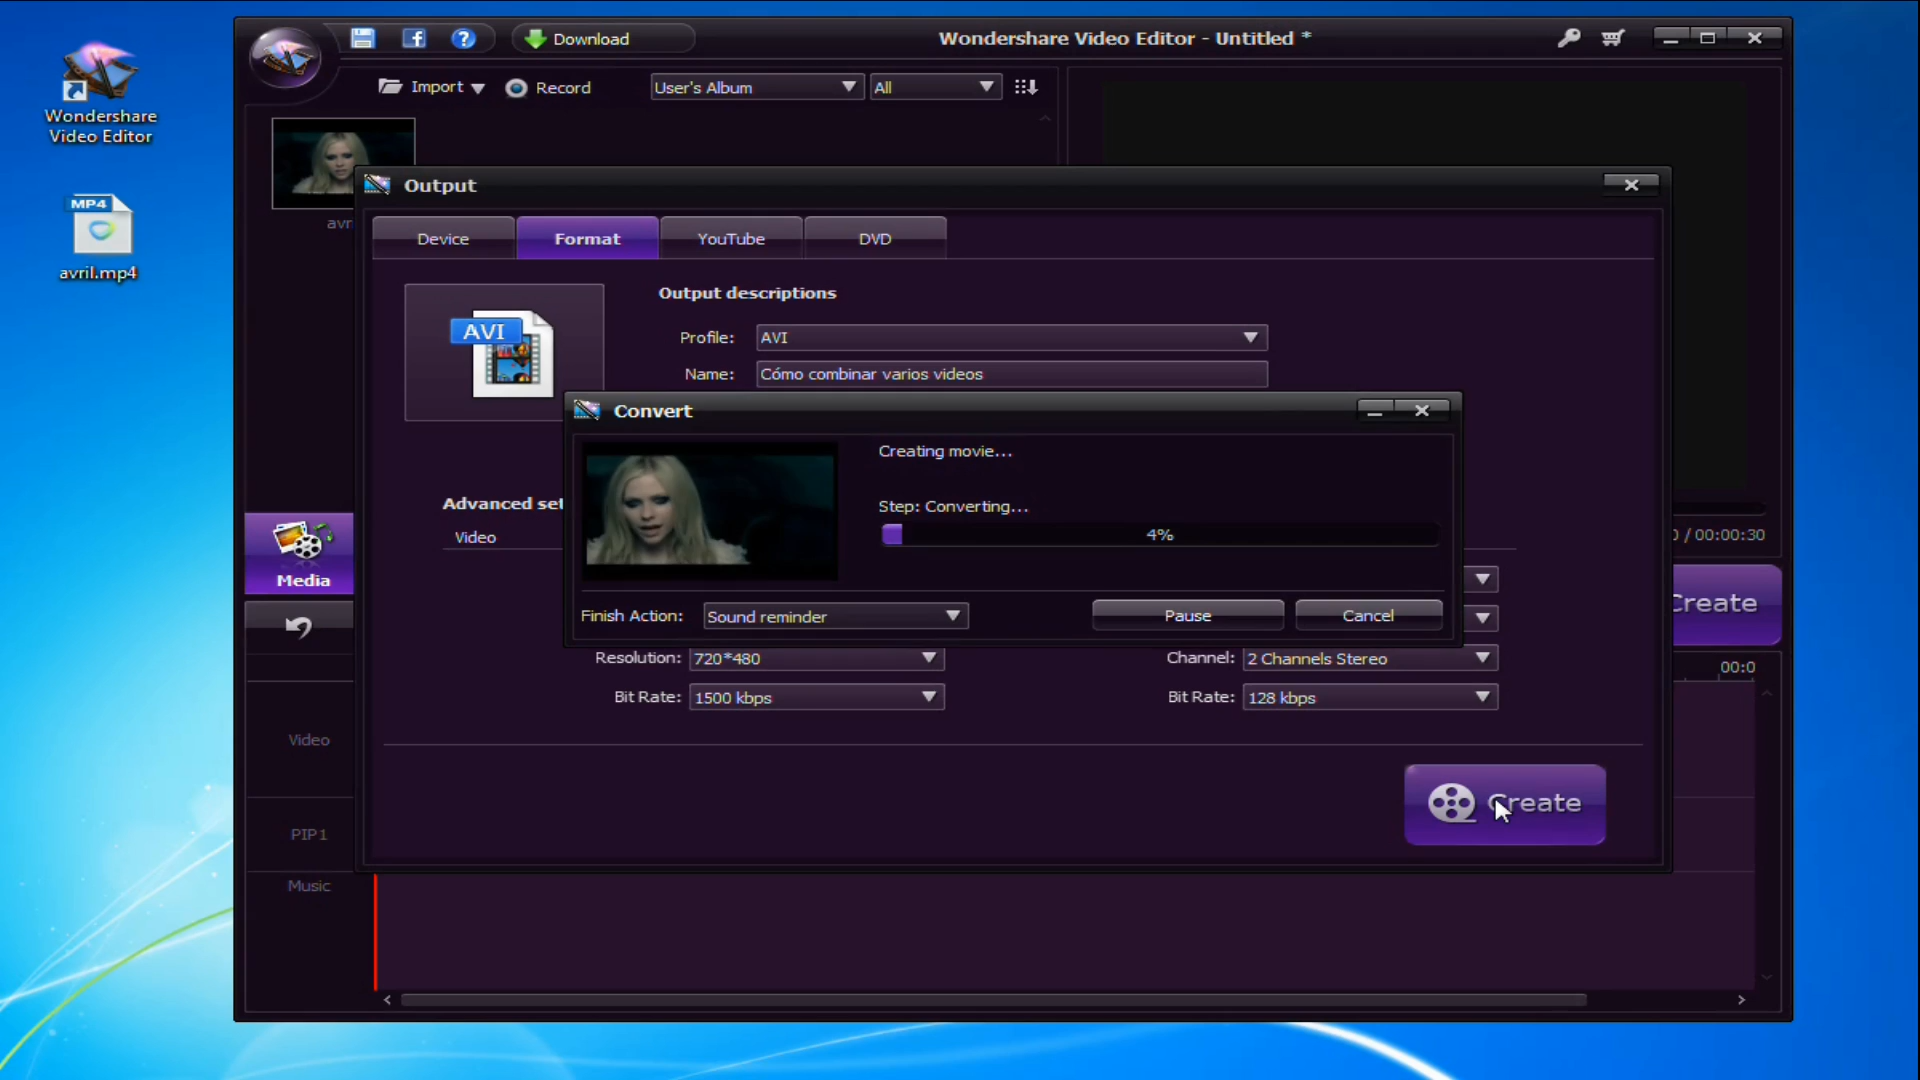 Wondershare Video Editor - Untitled *
Download
Import
Record
User's Album
All
Wondershare
Video Editor
MP4
avril.mp4
avr
Output
Device
Format
YouTube
DVD
AVI
Output descriptions
Profile:
AVI
Name:
Cómo combinar varios videos
Convert
Creating movie...
Step: Converting...
4%
Finish Action:
Sound reminder
Pause
Cancel
Advanced set
Video
Resolution:
720*480
Channel:
2 Channels Stereo
Bit Rate:
1500 kbps
Bit Rate:
128 kbps
/ 00:00:30
Media
Create
00:0
Video
Create
PIP1
Music